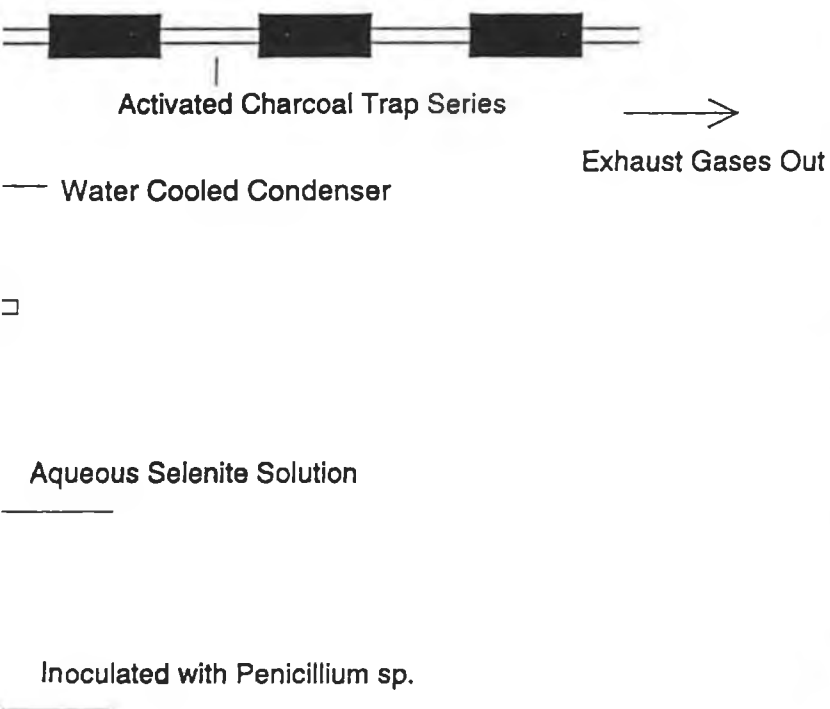 Activated Charcoal Trap Series
Exhaust Gases Out
Water Cooled Condenser
Aqueous Selenite Solution
Inoculated with Penicillium sp.